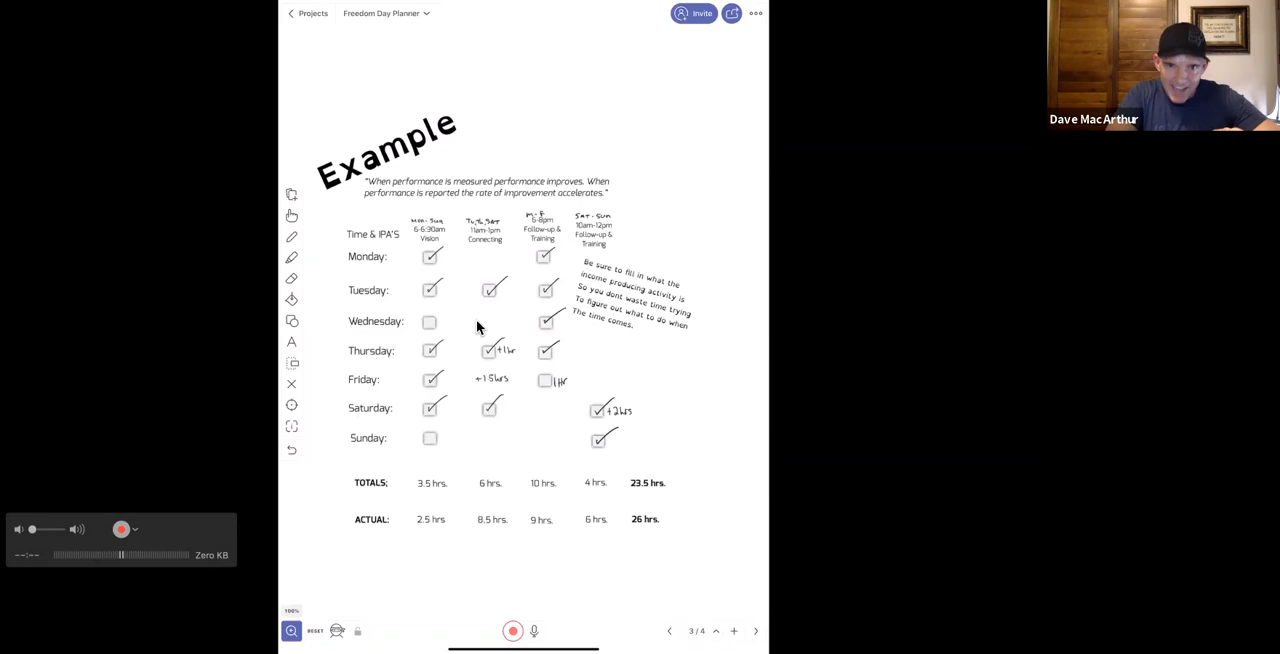 Projects
Freedom Day Planner
Invite
Dave MacArthur
Example
"When performance is measured performance improves. When
performance is reported the rate of improvement accelerates."
Mon-Sun Tu, Th, SAT M-F SAT-SUN
6-6:30am 11am-1pm 6-8pm 10am-12pm
Time & IPA'S Vision Connecting Follow-up & Training Follow-up & Training
Monday:
Be sure to fill in what the
income producing activity is
So you dont waste time trying
To figure out what to do when
The time comes.
Tuesday:
Wednesday:
Thursday: +1hr
Friday: +1.5hrs 1Hr
Saturday: +2hrs
Sunday:
TOTALS; 3.5 hrs. 6 hrs. 10 hrs. 4 hrs. 23.5 hrs.
ACTUAL: 2.5 hrs 8.5 hrs. 9 hrs. 6 hrs. 26 hrs.
--:-- Zero KB
100%
RESET
3 / 4